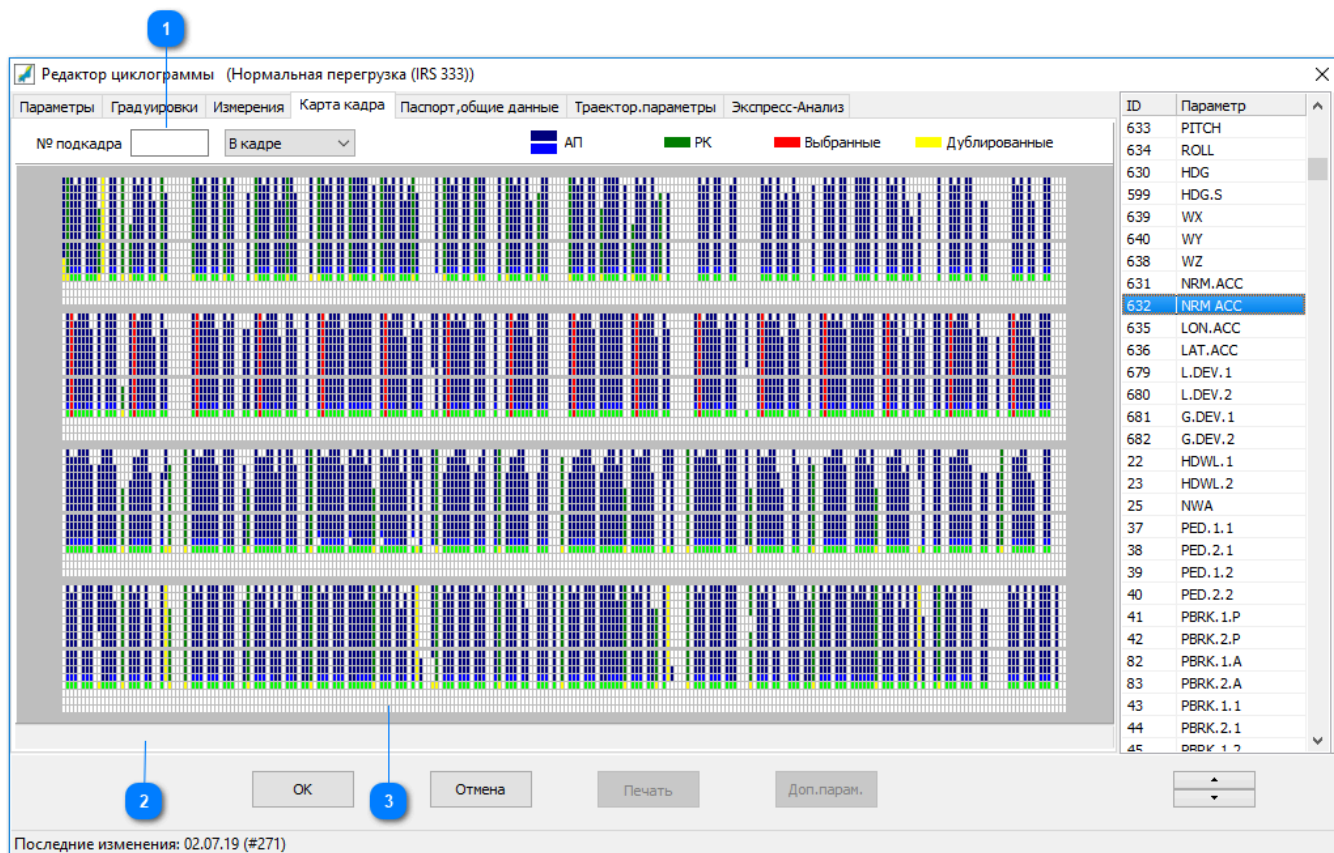 1
Редактор циклограммы (Нормальная перегрузка (IRS 333))
Параметры Градуировки Измерения Карта кадра Паспорт,общие данные Траектор.параметры Экспресс-Анализ
№ подкадра В кадре АП РК Выбранные Дублированные
ID Параметр
633 PITCH
634 ROLL
630 HDG
599 HDG.S
639 WX
640 WY
638 WZ
631 NRM.ACC
632 NRM ACC
635 LON.ACC
636 LAT.ACC
679 L.DEV.1
680 L.DEV.2
681 G.DEV.1
682 G.DEV.2
22 HDWL.1
23 HDWL.2
25 NWA
37 PED.1.1
38 PED.2.1
39 PED.1.2
40 PED.2.2
41 PBRK.1.P
42 PBRK.2.P
82 PBRK.1.A
83 PBRK.2.A
43 PBRK.1.1
44 PBRK.2.1
45 PBRK.1.2
2
3
OK Отмена Печать Доп.парам.
Последние изменения: 02.07.19 (#271)